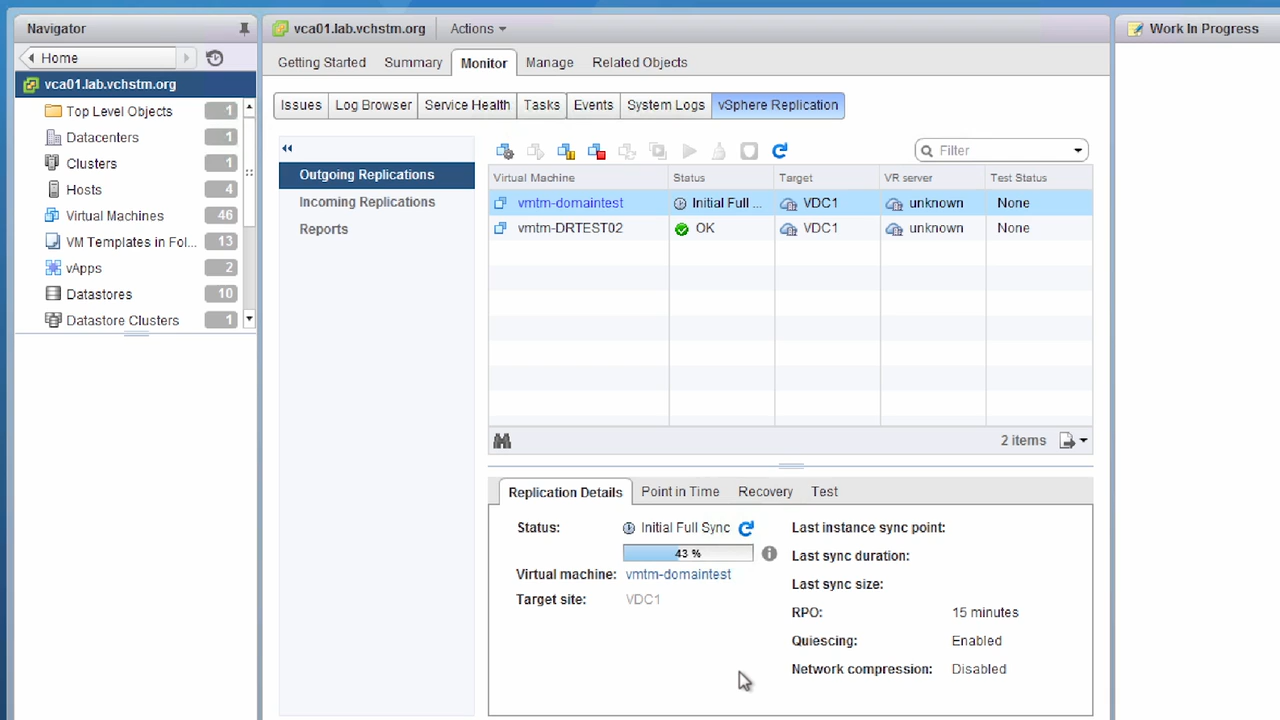 Navigator
Home
vca01.lab.vchstm.org
Top Level Objects 1
Datacenters 1
Clusters 1
Hosts 4
Virtual Machines 46
VM Templates in Fol... 13
vApps 2
Datastores 10
Datastore Clusters 1
vca01.lab.vchstm.org Actions
Getting Started Summary Monitor Manage Related Objects
Issues Log Browser Service Health Tasks Events System Logs vSphere Replication
Outgoing Replications
Incoming Replications
Reports
Filter
Virtual Machine Status Target VR server Test Status
vmtm-domaintest Initial Full ... VDC1 unknown None
vmtm-DRTEST02 OK VDC1 unknown None
2 items
Replication Details Point in Time Recovery Test
Status: Initial Full Sync
43 %
Virtual machine: vmtm-domaintest
Target site: VDC1
Last instance sync point:
Last sync duration:
Last sync size:
RPO: 15 minutes
Quiescing: Enabled
Network compression: Disabled
Work In Progress